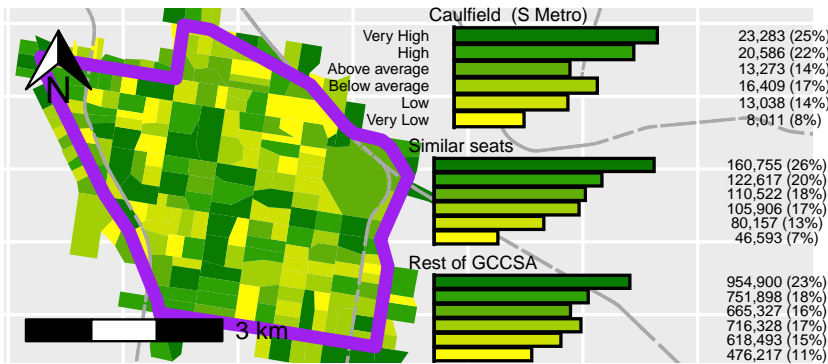 Caulfield (S Metro)
Very High 23,283 (25%)
High 20,586 (22%)
Above average 13,273 (14%)
Below average 16,409 (17%)
Low 13,038 (14%)
Very Low 8,011 (8%)
N
Similar seats
160,755 (26%)
122,617 (20%)
110,522 (18%)
105,906 (17%)
80,157 (13%)
46,593 (7%)
Rest of GCCSA
954,900 (23%)
751,898 (18%)
665,327 (16%)
716,328 (17%)
618,493 (15%)
476,217 (11%)
3 km